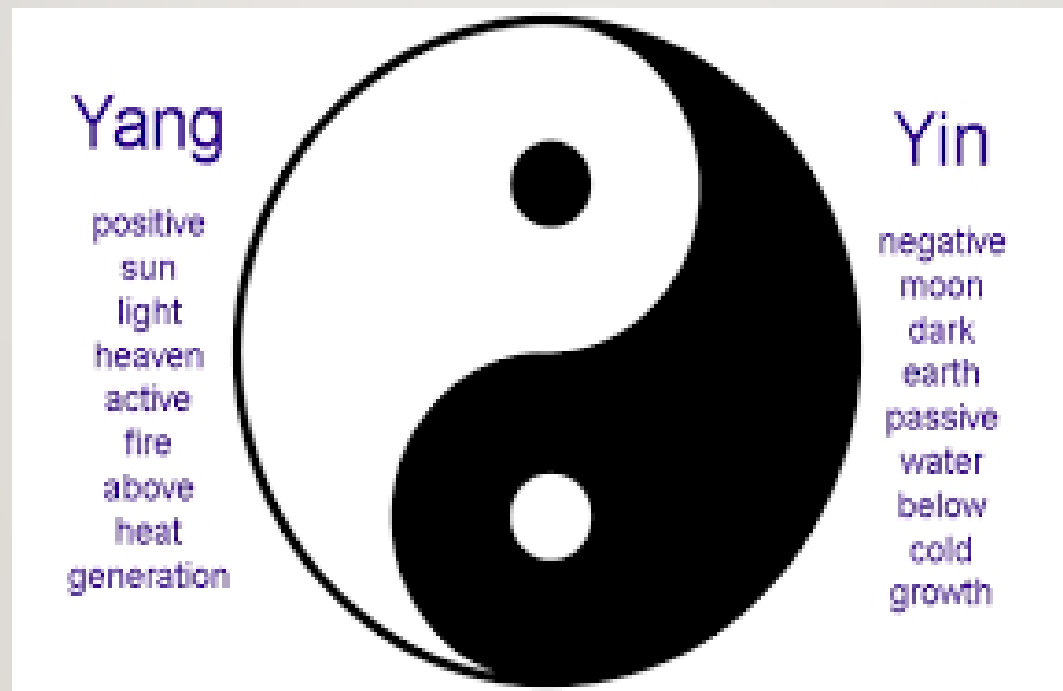 Yang
positive
sun
light
heaven
active
fire
above
heat
generation
Yin
negative
moon
dark
earth
passive
water
below
cold
growth